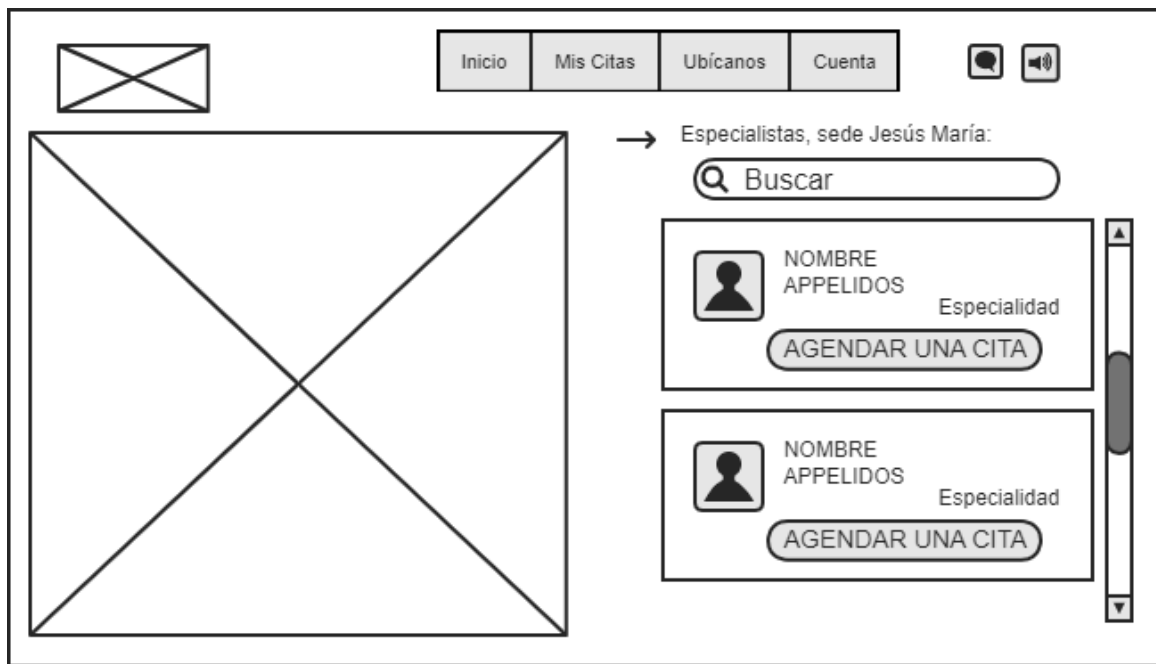 Inicio Mis Citas Ubícanos Cuenta
Especialistas, sede Jesús María:
Buscar
NOMBRE
APPELIDOS
Especialidad
AGENDAR UNA CITA
NOMBRE
APPELIDOS
Especialidad
AGENDAR UNA CITA